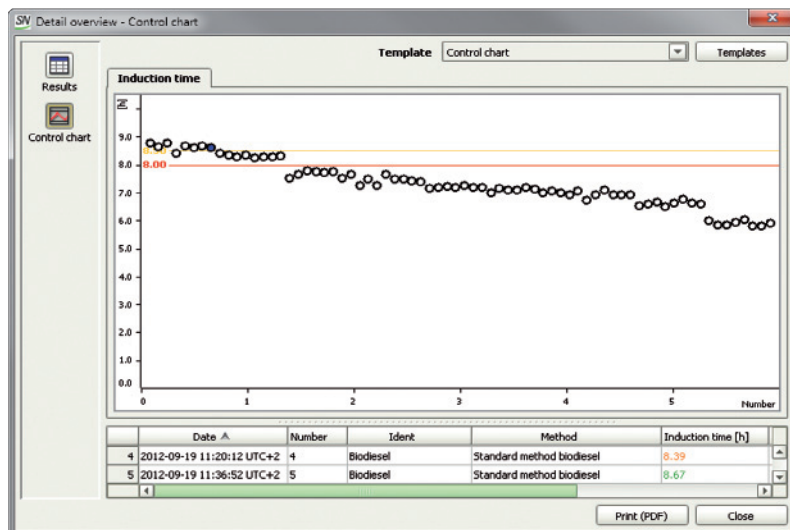 SN Detail overview - Control chart
Template Control chart Templates
Results
Control chart
Induction time
9.0
8.0
8.00
7.0
6.0
5.0
4.0
3.0
2.0
1.0
0.0
0 1 2 3 4 5 Number
Date Number Ident Method Induction time [h]
4 2012-09-19 11:20:12 UTC+2 4 Biodiesel Standard method biodiesel 8.39
5 2012-09-19 11:36:52 UTC+2 5 Biodiesel Standard method biodiesel 8.67
Print (PDF) Close